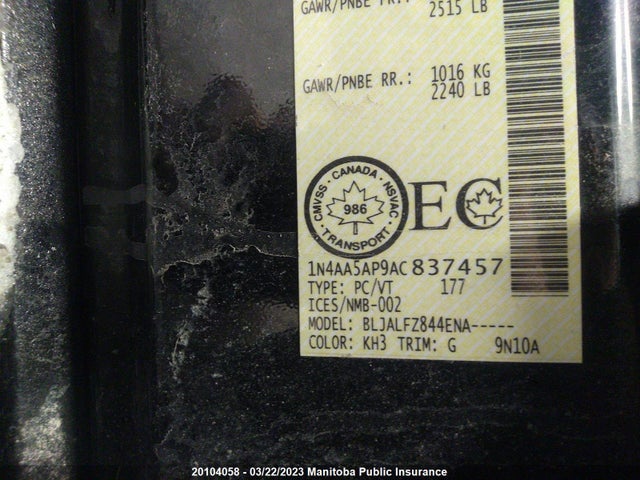 GAWR/PNBE FR.:
2515 LB
GAWR/PNBE RR.: 1016 KG
2240 LB
CMVSS · CANADA · NSVAC · TRANSPORT ·
986
EC
1N4AA5AP9AC837457
TYPE: PC/VT 177
ICES/NMB-002
MODEL: BLJALFZ844ENA-----
COLOR: KH3 TRIM: G 9N10A
20104058 - 03/22/2023 Manitoba Public Insurance